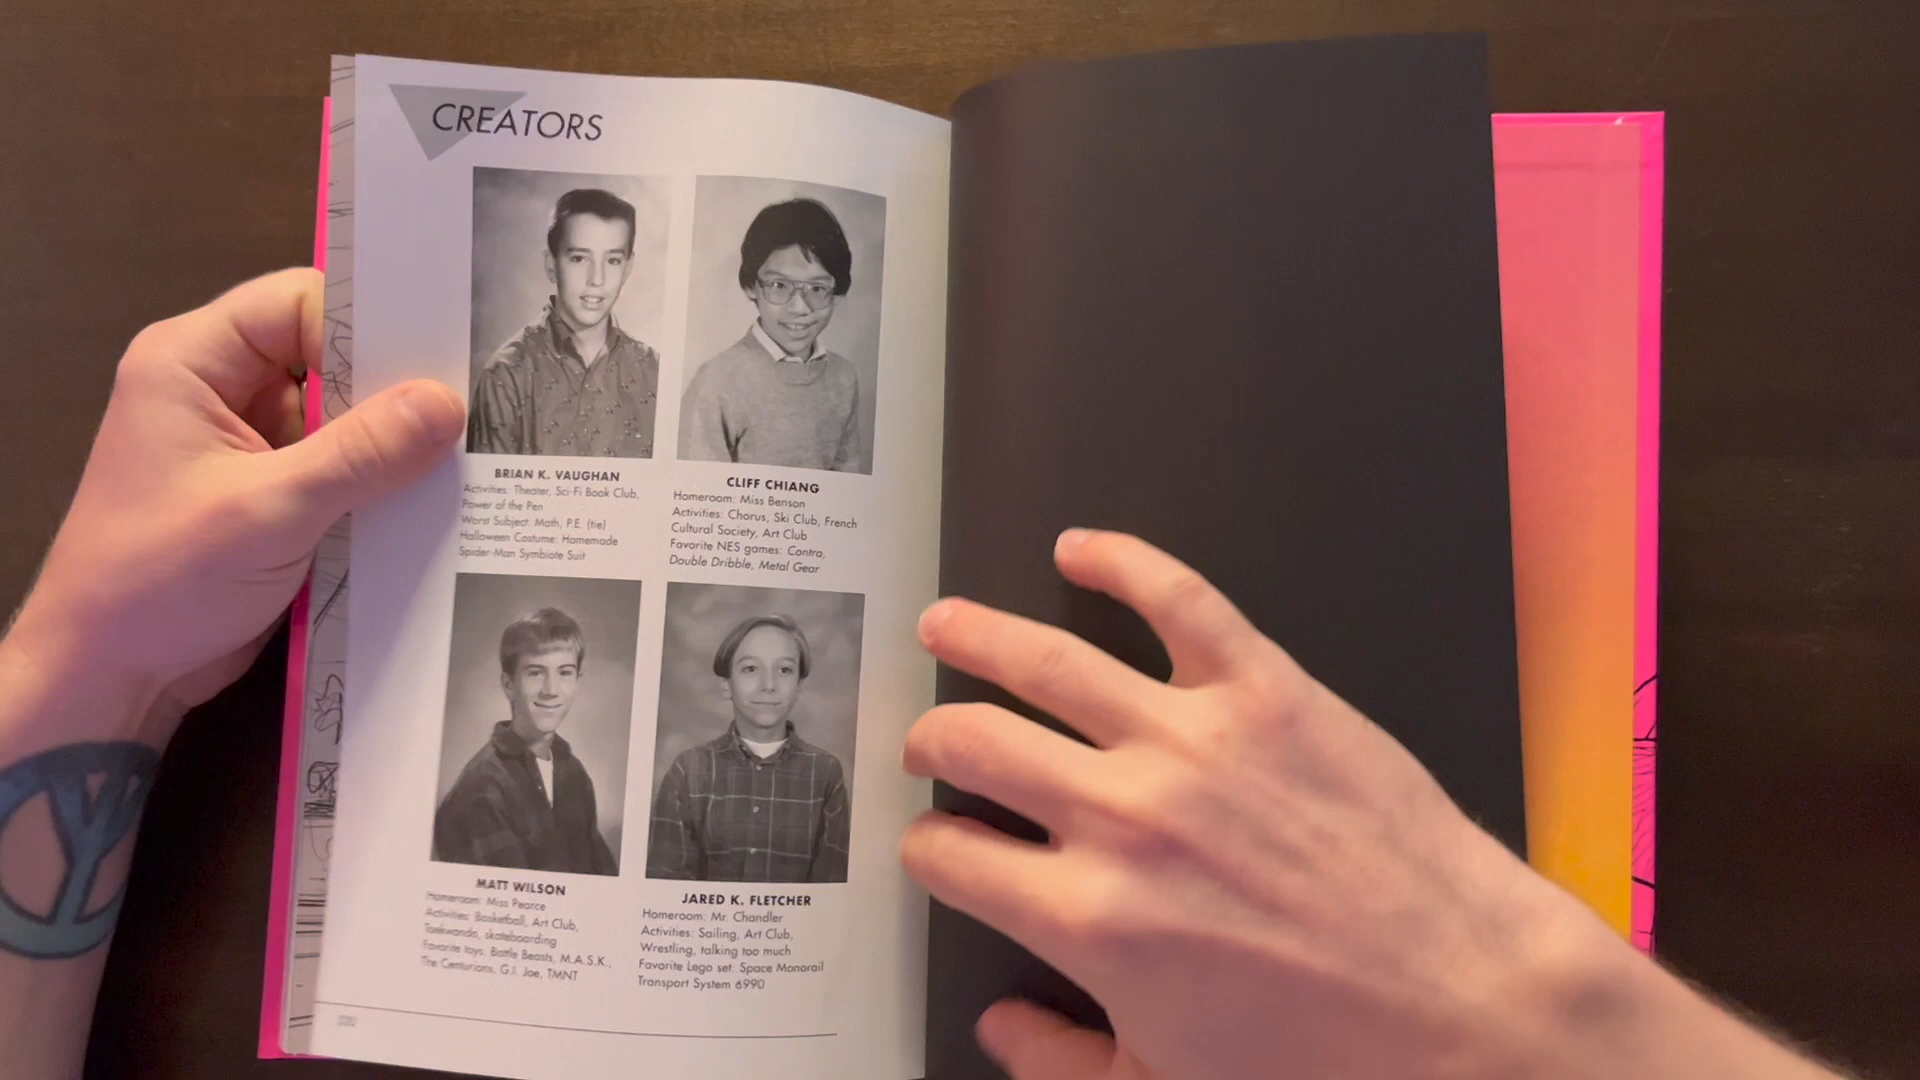 CREATORS
BRIAN K. VAUGHAN
Activities: Theater, Sci-Fi Book Club,
Power of the Pen
Worst Subject: Math, P.E. (tie)
Halloween Costume: Homemade
Spider-Man Symbiote Suit
CLIFF CHIANG
Homeroom: Miss Benson
Activities: Chorus, Ski Club, French
Cultural Society, Art Club
Favorite NES games: Contra,
Double Dribble, Metal Gear
MATT WILSON
Homeroom: Miss Pearce
Activities: Basketball, Art Club,
Taekwondo, skateboarding
Favorite toys: Battle Beasts, M.A.S.K.,
The Centurions, G.I. Joe, TMNT
JARED K. FLETCHER
Homeroom: Mr. Chandler
Activities: Sailing, Art Club,
Wrestling, talking too much
Favorite Lego set: Space Monorail
Transport System 6990